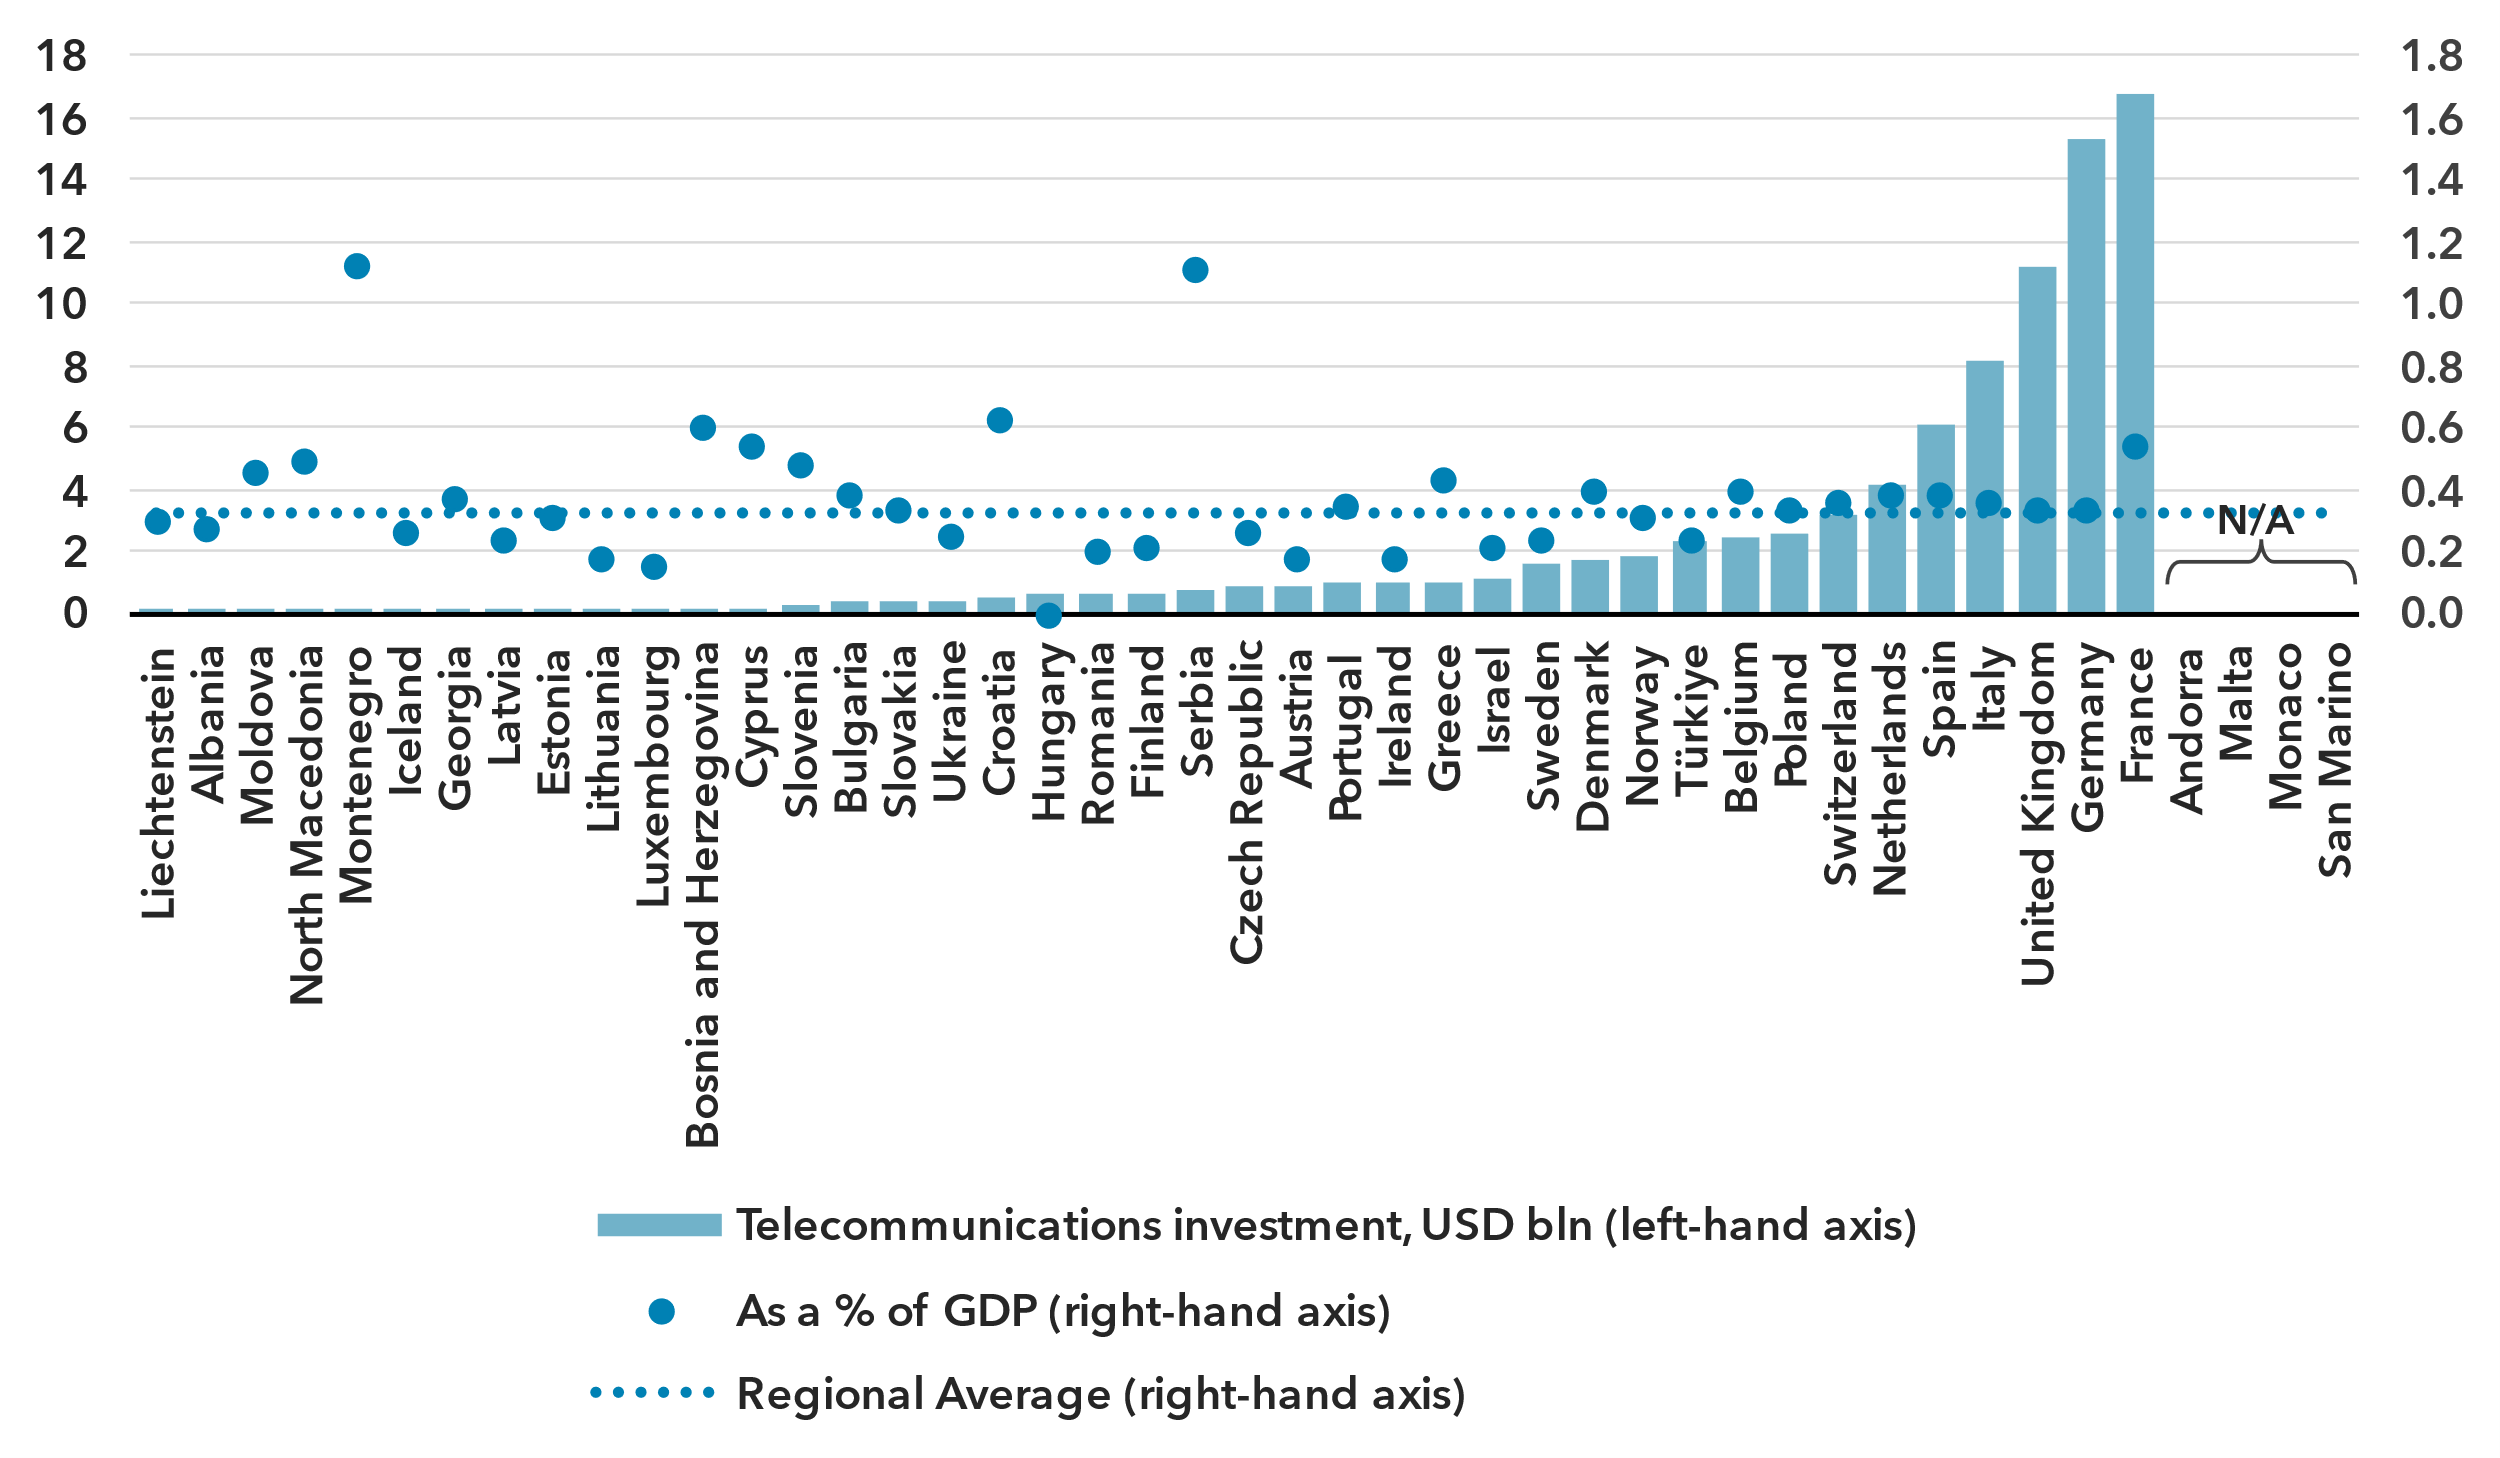 18
16
14
12
10
8
6
4
2
0
1.8
1.6
1.4
1.2
1.0
0.8
0.6
0.4
0.2
0.0
N/A
Liechtenstein
Albania
Moldova
North Macedonia
Montenegro
Iceland
Georgia
Latvia
Estonia
Lithuania
Luxembourg
Bosnia and Herzegovina
Cyprus
Slovenia
Bulgaria
Slovakia
Ukraine
Croatia
Hungary
Romania
Finland
Serbia
Czech Republic
Austria
Portugal
Ireland
Greece
Israel
Sweden
Denmark
Norway
Türkiye
Belgium
Poland
Switzerland
Netherlands
Spain
Italy
United Kingdom
Germany
France
Andorra
Malta
Monaco
San Marino
Telecommunications investment, USD bln (left-hand axis)
As a % of GDP (right-hand axis)
Regional Average (right-hand axis)